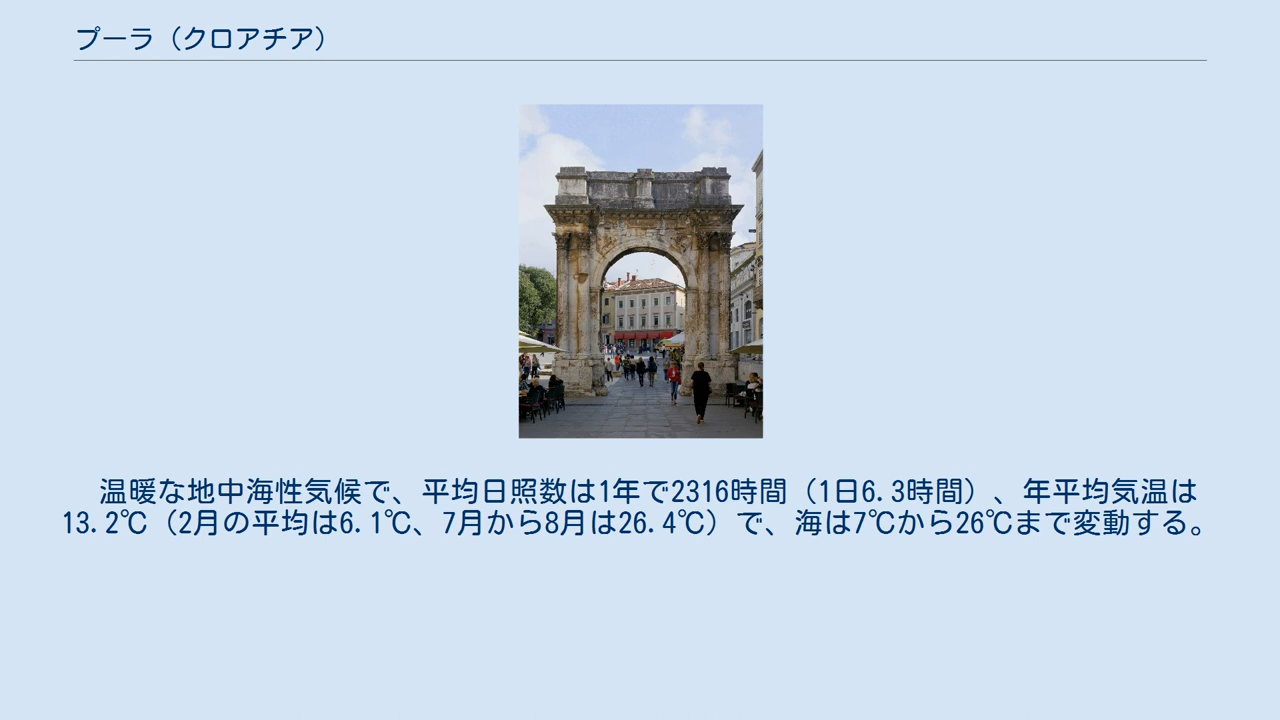 プーラ（クロアチア）
温暖な地中海性気候で、平均日照数は1年で2316時間（1日6.3時間）、年平均気温は
13.2℃（2月の平均は6.1℃、7月から8月は26.4℃）で、海は7℃から26℃まで変動する。